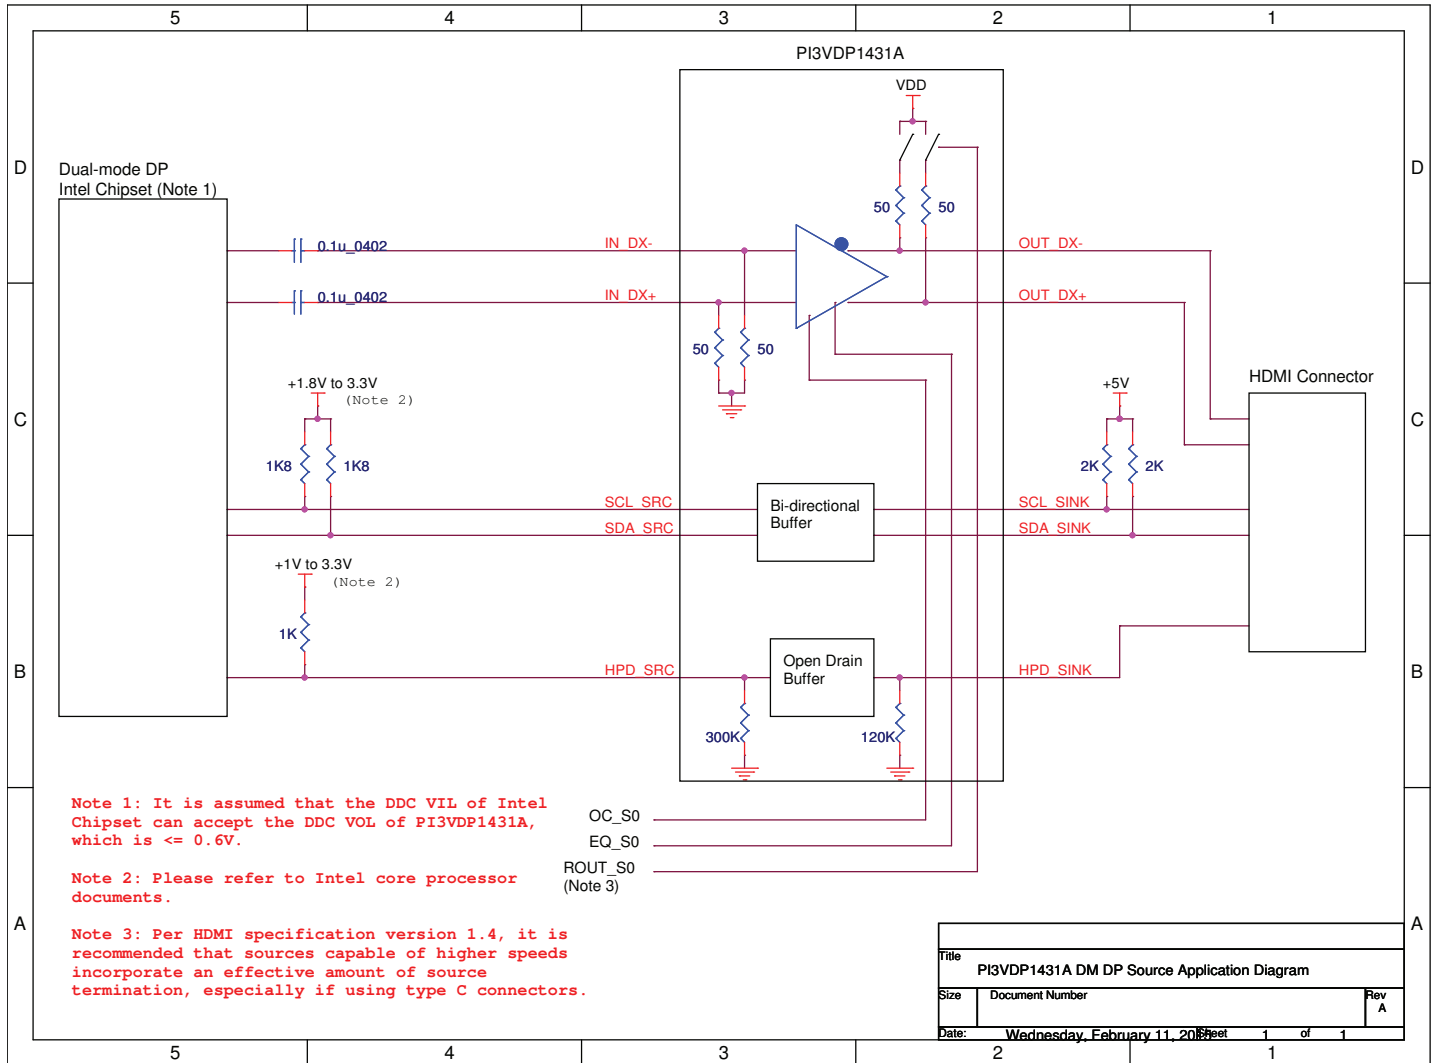 5 4 3 2 1
PI3VDP1431A
VDD
D D
Dual-mode DP
Intel Chipset (Note 1)
50 50
0.1u_0402 IN_DX- OUT_DX-
0.1u_0402 IN_DX+ OUT_DX+
50 50
+1.8V to 3.3V
(Note 2)
+5V
HDMI Connector
C C
1K8 1K8
2K 2K
SCL_SRC SCL_SINK
Bi-directional
Buffer
SDA_SRC SDA_SINK
+1V to 3.3V
(Note 2)
1K
Open Drain
Buffer
HPD_SRC HPD_SINK
B B
300K 120K
Note 1: It is assumed that the DDC VIL of Intel
Chipset can accept the DDC VOL of PI3VDP1431A,
which is <= 0.6V.
OC_S0
EQ_S0
ROUT_S0
(Note 3)
Note 2: Please refer to Intel core processor
documents.
A A
Note 3: Per HDMI specification version 1.4, it is
recommended that sources capable of higher speeds
incorporate an effective amount of source
termination, especially if using type C connectors.
Title
PI3VDP1431A DM DP Source Application Diagram
Size Document Number Rev
A
Date: Wednesday, February 11, Sheet 1 of 1
5 4 3 2 1